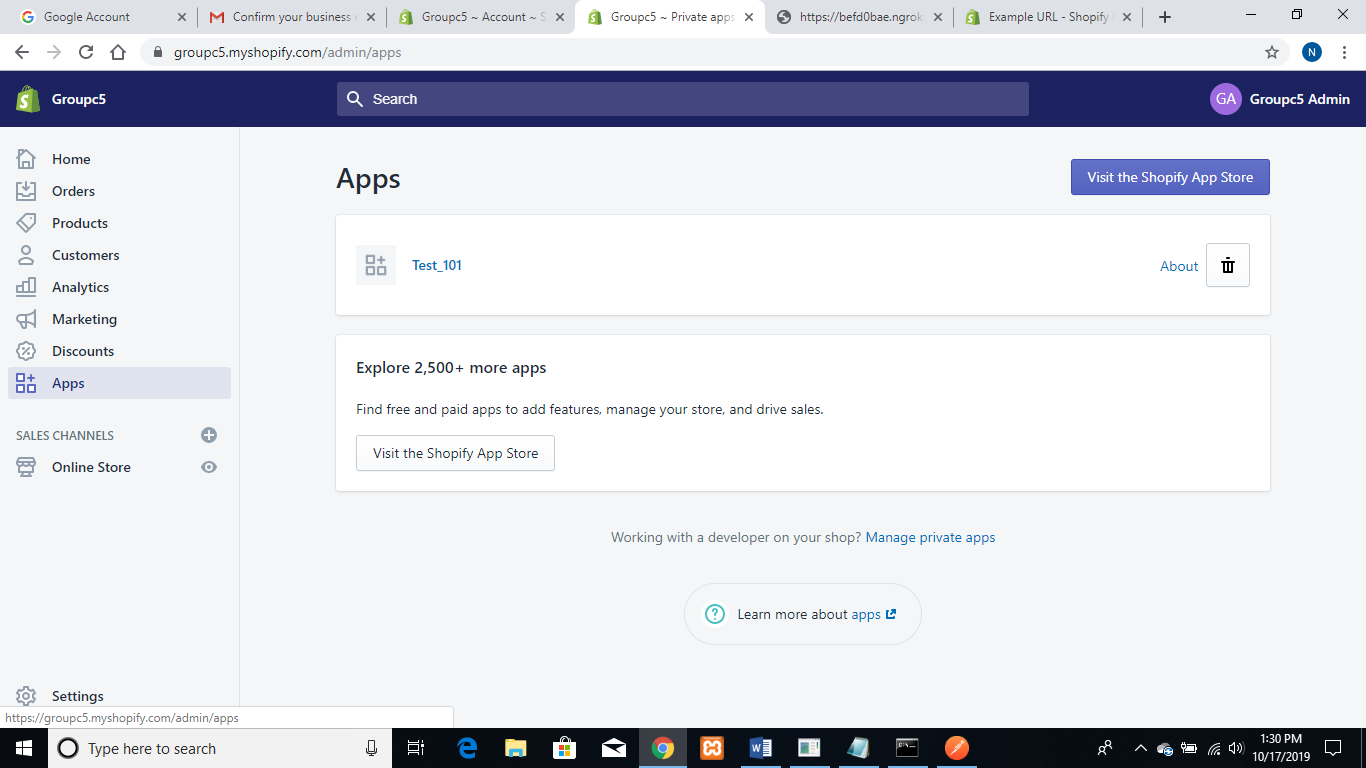 Google Account
Confirm your business e
Groupc5 ~ Account ~ S
Groupc5 ~ Private apps
https://befd0bae.ngrok.
Example URL - Shopify
groupc5.myshopify.com/admin/apps
N
Groupc5
Search
GA
Groupc5 Admin
Home
Orders
Products
Customers
Analytics
Marketing
Discounts
Apps
SALES CHANNELS
Online Store
Settings
Apps
Visit the Shopify App Store
Test_101
About
Explore 2,500+ more apps
Find free and paid apps to add features, manage your store, and drive sales.
Visit the Shopify App Store
Working with a developer on your shop? Manage private apps
Learn more about apps
https://groupc5.myshopify.com/admin/apps
Type here to search
1:30 PM
10/17/2019